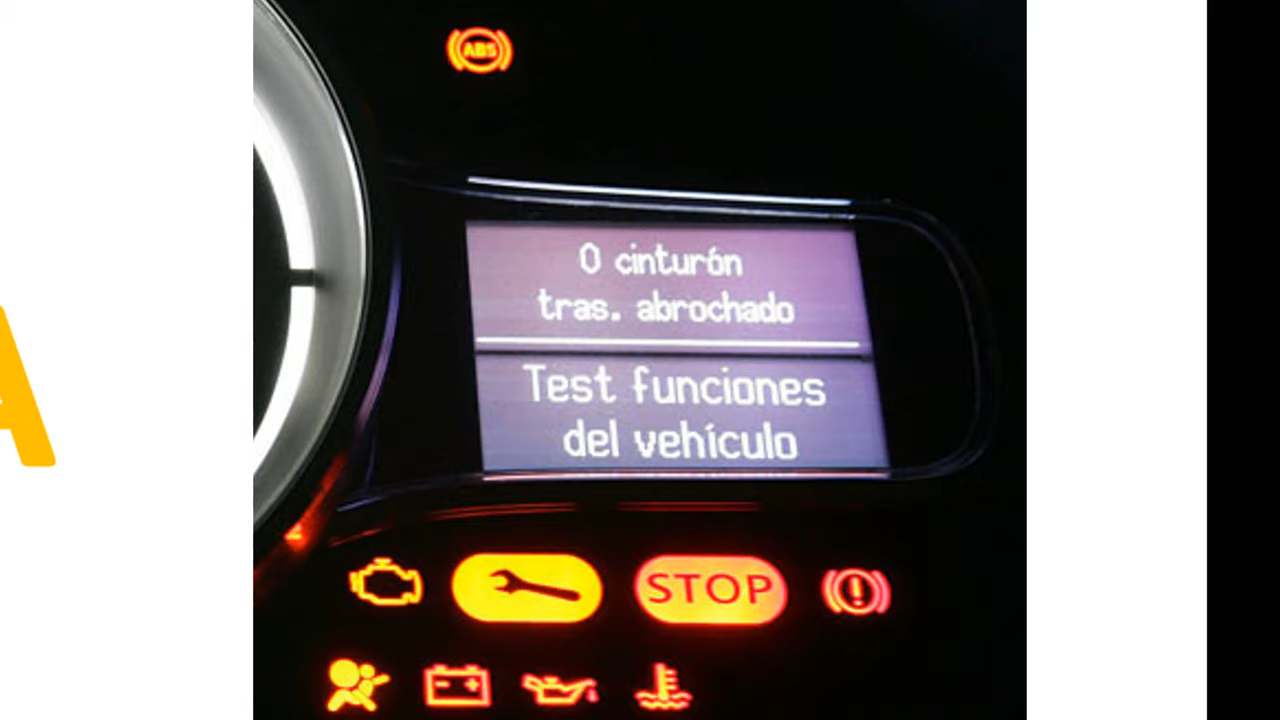 ABS
0 cinturón
tras. abrochado
Test funciones
del vehículo
STOP
A